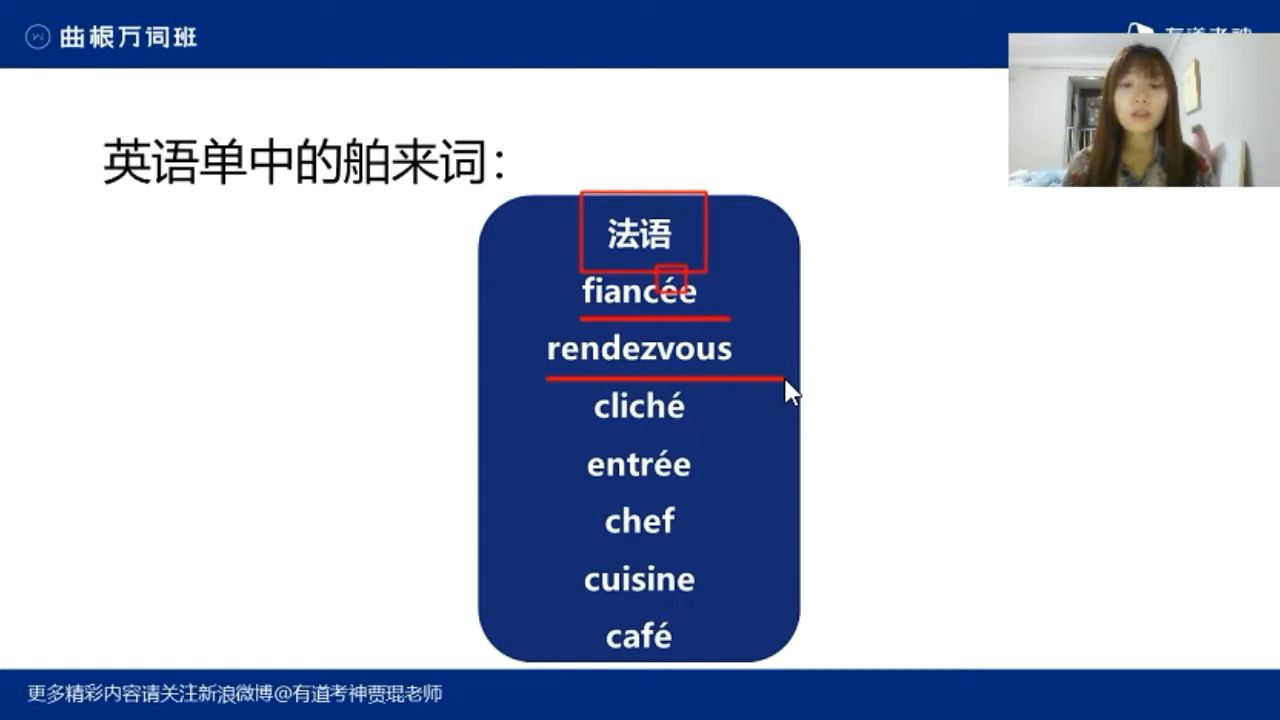 曲根万词班
英语单中的舶来词：
法语
fiancée
rendezvous
cliché
entrée
chef
cuisine
café
更多精彩内容请关注新浪微博@有道考神贾琨老师